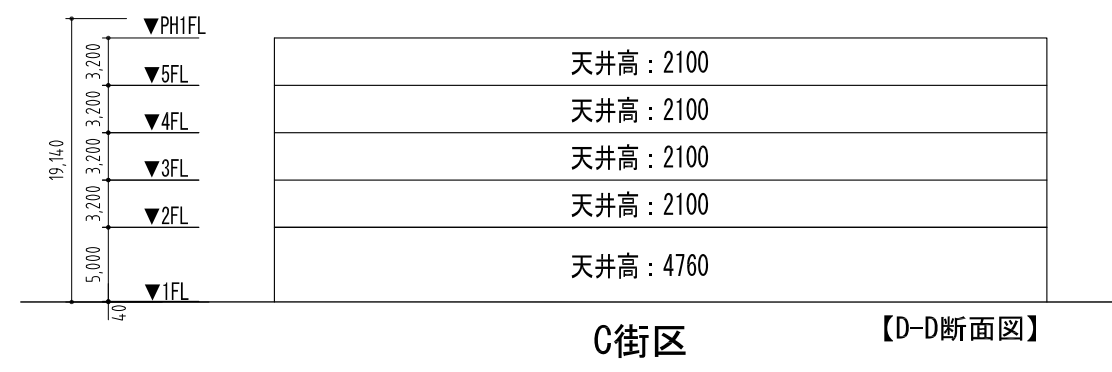 ▼PH1FL
3,200
天井高：2100
▼5FL
3,200
天井高：2100
▼4FL
19,140
3,200
天井高：2100
▼3FL
3,200
天井高：2100
▼2FL
5,000
天井高：4760
▼1FL
40
C街区
【D-D断面図】